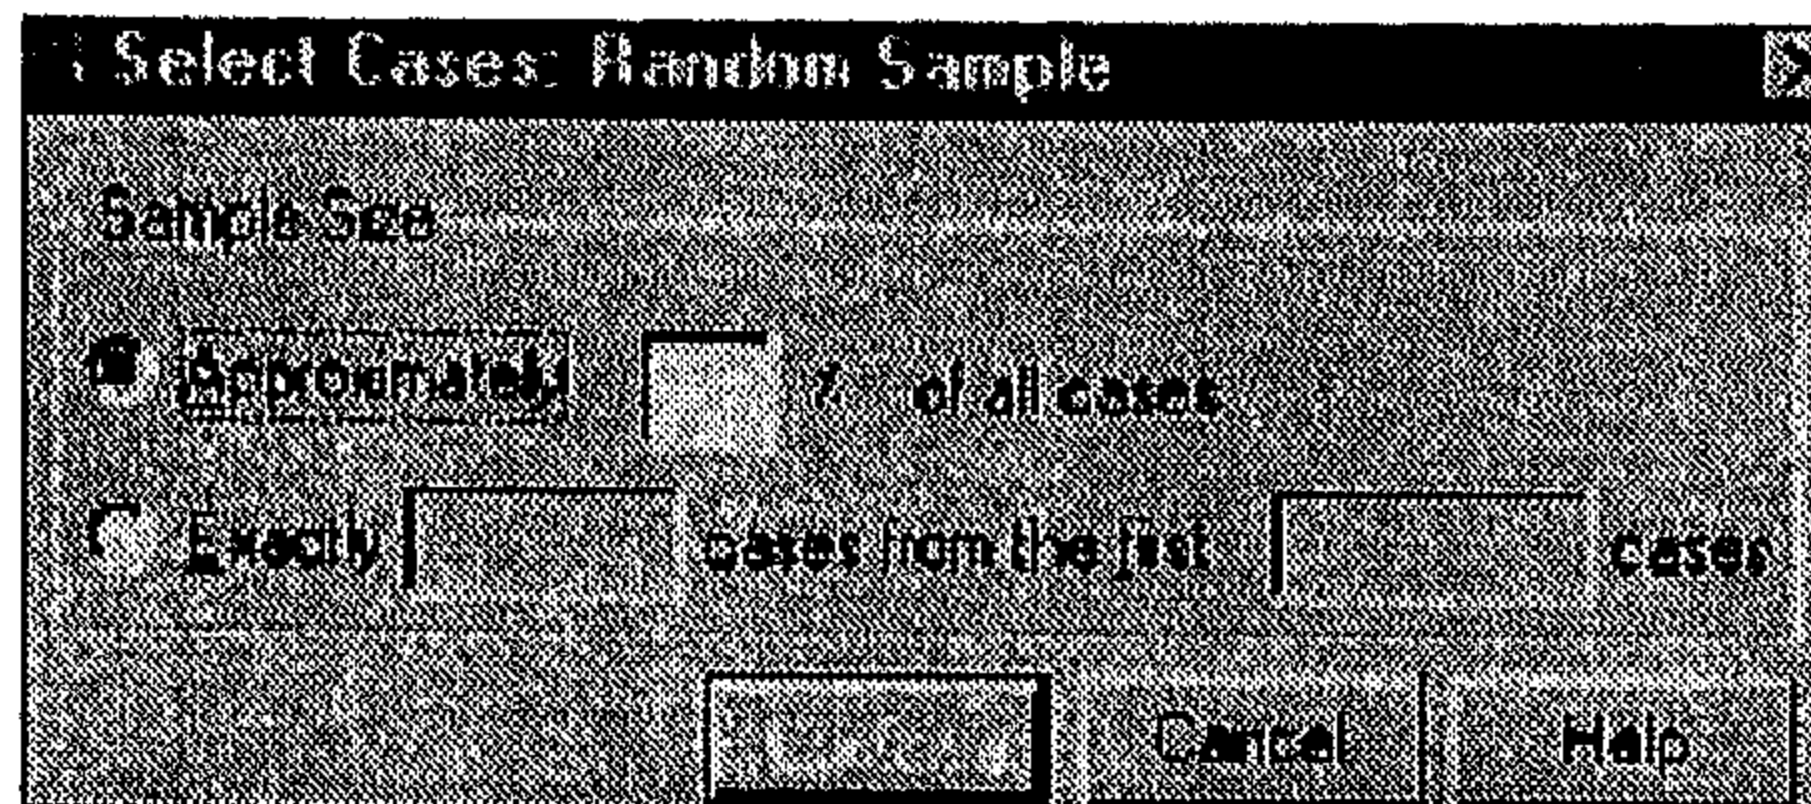 Select Cases: Random Sample
Sample Size
Approximately % of all cases
Exactly cases from the first cases
Cancel Help